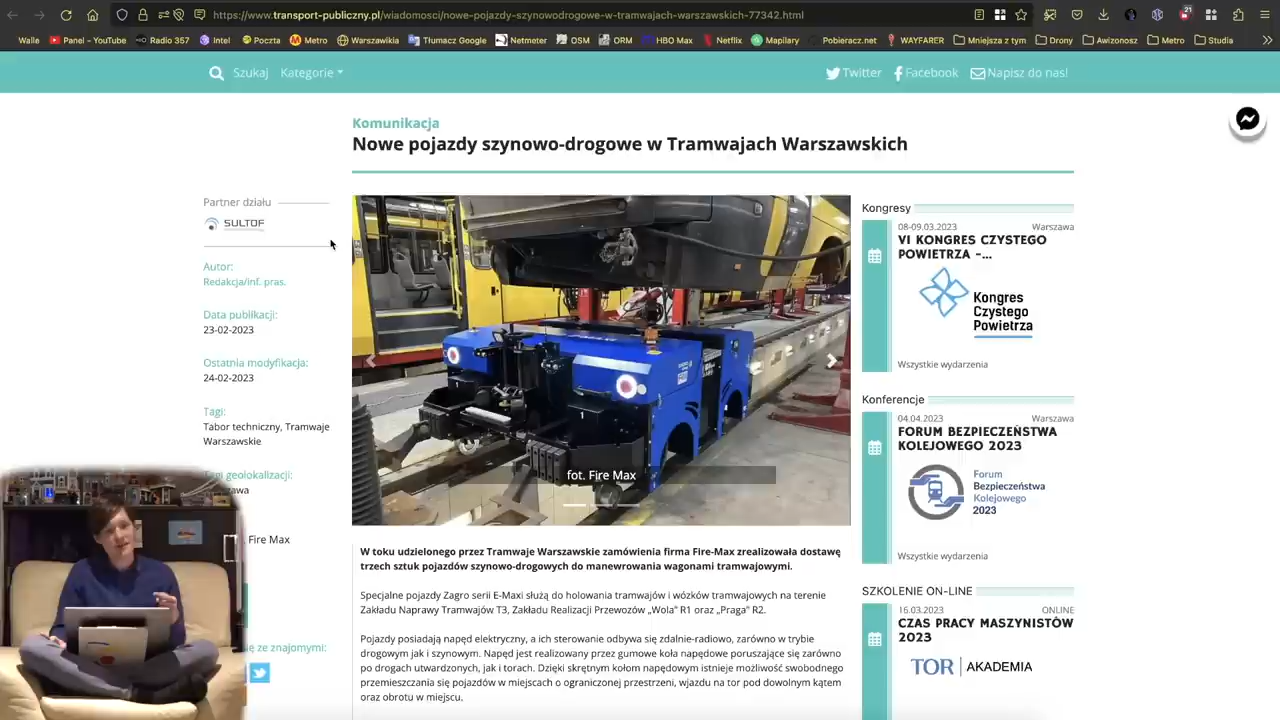 https://www.transport-publiczny.pl/wiadomosci/nowe-pojazdy-szynowodrogowe-w-tramwajach-warszawskich-77342.html
21
Walle
Panel - YouTube
Radio 357
Intel
Poczta
Metro
Warszawikia
Tłumacz Google
Netmeter
OSM
ORM
HBO Max
Netflix
Mapilary
Pobieracz.net
WAYFARER
Mniejsza z tym
Drony
Awizonosz
Metro
Studia
Szukaj
Kategorie
Twitter
Facebook
Napisz do nas!
Komunikacja
Nowe pojazdy szynowo-drogowe w Tramwajach Warszawskich
Partner działu
SULTOF
Autor:
Redakcja/inf. pras.
Data publikacji:
23-02-2023
Ostatnia modyfikacja:
24-02-2023
Tagi:
Tabor techniczny, Tramwaje
Warszawskie
geolokalizacji:
Fire Max
ze znajomymi:
1
1
fot. Fire Max
W toku udzielonego przez Tramwaje Warszawskie zamówienia firma Fire-Max zrealizowała dostawę
trzech sztuk pojazdów szynowo-drogowych do manewrowania wagonami tramwajowymi.
Specjalne pojazdy Zagro serii E-Maxi służą do holowania tramwajów i wózków tramwajowych na terenie
Zakładu Naprawy Tramwajów T3, Zakładu Realizacji Przewozów „Wola" R1 oraz „Praga" R2.
Pojazdy posiadają napęd elektryczny, a ich sterowanie odbywa się zdalnie-radiowo, zarówno w trybie
drogowym jak i szynowym. Napęd jest realizowany przez gumowe koła napędowe poruszające się zarówno
po drogach utwardzonych, jak i torach. Dzięki skrętnym kołom napędowym istnieje możliwość swobodnego
przemieszczania się pojazdów w miejscach o ograniczonej przestrzeni, wjazdu na tor pod dowolnym kątem
oraz obrotu w miejscu.
Kongresy
08-09.03.2023
Warszawa
VI KONGRES CZYSTEGO
POWIETRZA -...
Kongres
Czystego
Powietrza
Wszystkie wydarzenia
Konferencje
04.04.2023
Warszawa
FORUM BEZPIECZEŃSTWA
KOLEJOWEGO 2023
Forum
Bezpieczeństwa
Kolejowego
2023
Wszystkie wydarzenia
SZKOLENIE ON-LINE
16.03.2023
ONLINE
CZAS PRACY MASZYNISTÓW
2023
TOR | AKADEMIA